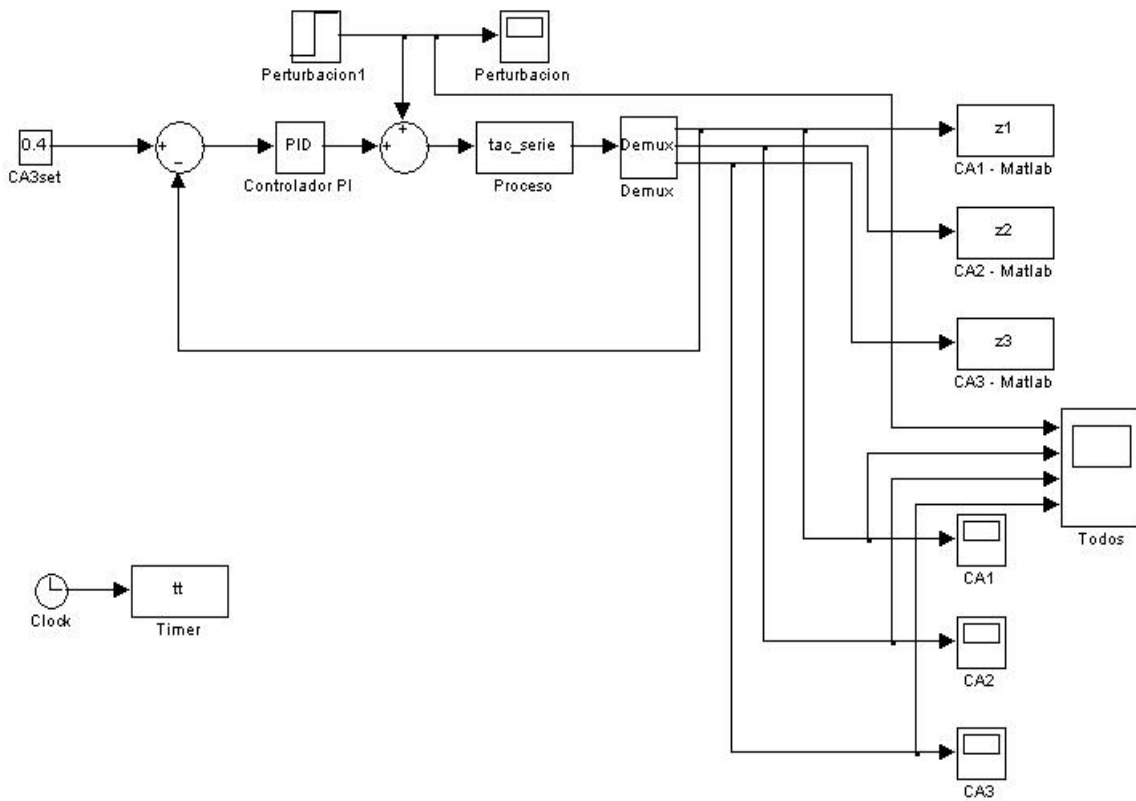 Perturbacion1
Perturbacion
0.4
CA3set
+
−
PID
Controlador PI
+
+
tac_serie
Proceso
Demux
Demux
z1
CA1 - Matlab
z2
CA2 - Matlab
z3
CA3 - Matlab
Todos
CA1
CA2
CA3
Clock
tt
Timer